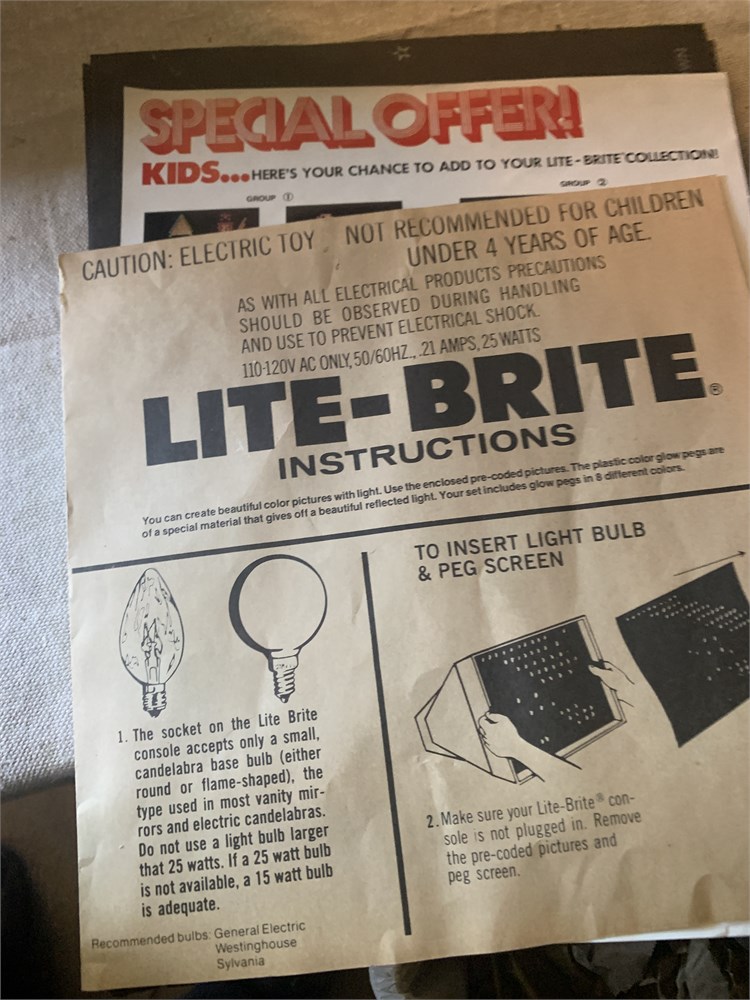 SPECIAL OFFER!
KIDS...HERE'S YOUR CHANCE TO ADD TO YOUR LITE-BRITE COLLECTION!
GROUP 1
GROUP 2
CAUTION: ELECTRIC TOY. NOT RECOMMENDED FOR CHILDREN
UNDER 4 YEARS OF AGE.
AS WITH ALL ELECTRICAL PRODUCTS PRECAUTIONS
SHOULD BE OBSERVED DURING HANDLING
AND USE TO PREVENT ELECTRICAL SHOCK.
110-120V AC ONLY, 50/60HZ., .21 AMPS, 25 WATTS
LITE-BRITE®
INSTRUCTIONS
You can create beautiful color pictures with light. Use the enclosed pre-coded pictures. The plastic color glow pegs are
of a special material that gives off a beautiful reflected light. Your set includes glow pegs in 8 different colors.
1. The socket on the Lite Brite
console accepts only a small,
candelabra base bulb (either
round or flame-shaped), the
type used in most vanity mir-
rors and electric candelabras.
Do not use a light bulb larger
that 25 watts. If a 25 watt bulb
is not available, a 15 watt bulb
is adequate.
Recommended bulbs: General Electric
Westinghouse
Sylvania
TO INSERT LIGHT BULB
& PEG SCREEN
2. Make sure your Lite-Brite® con-
sole is not plugged in. Remove
the pre-coded pictures and
peg screen.